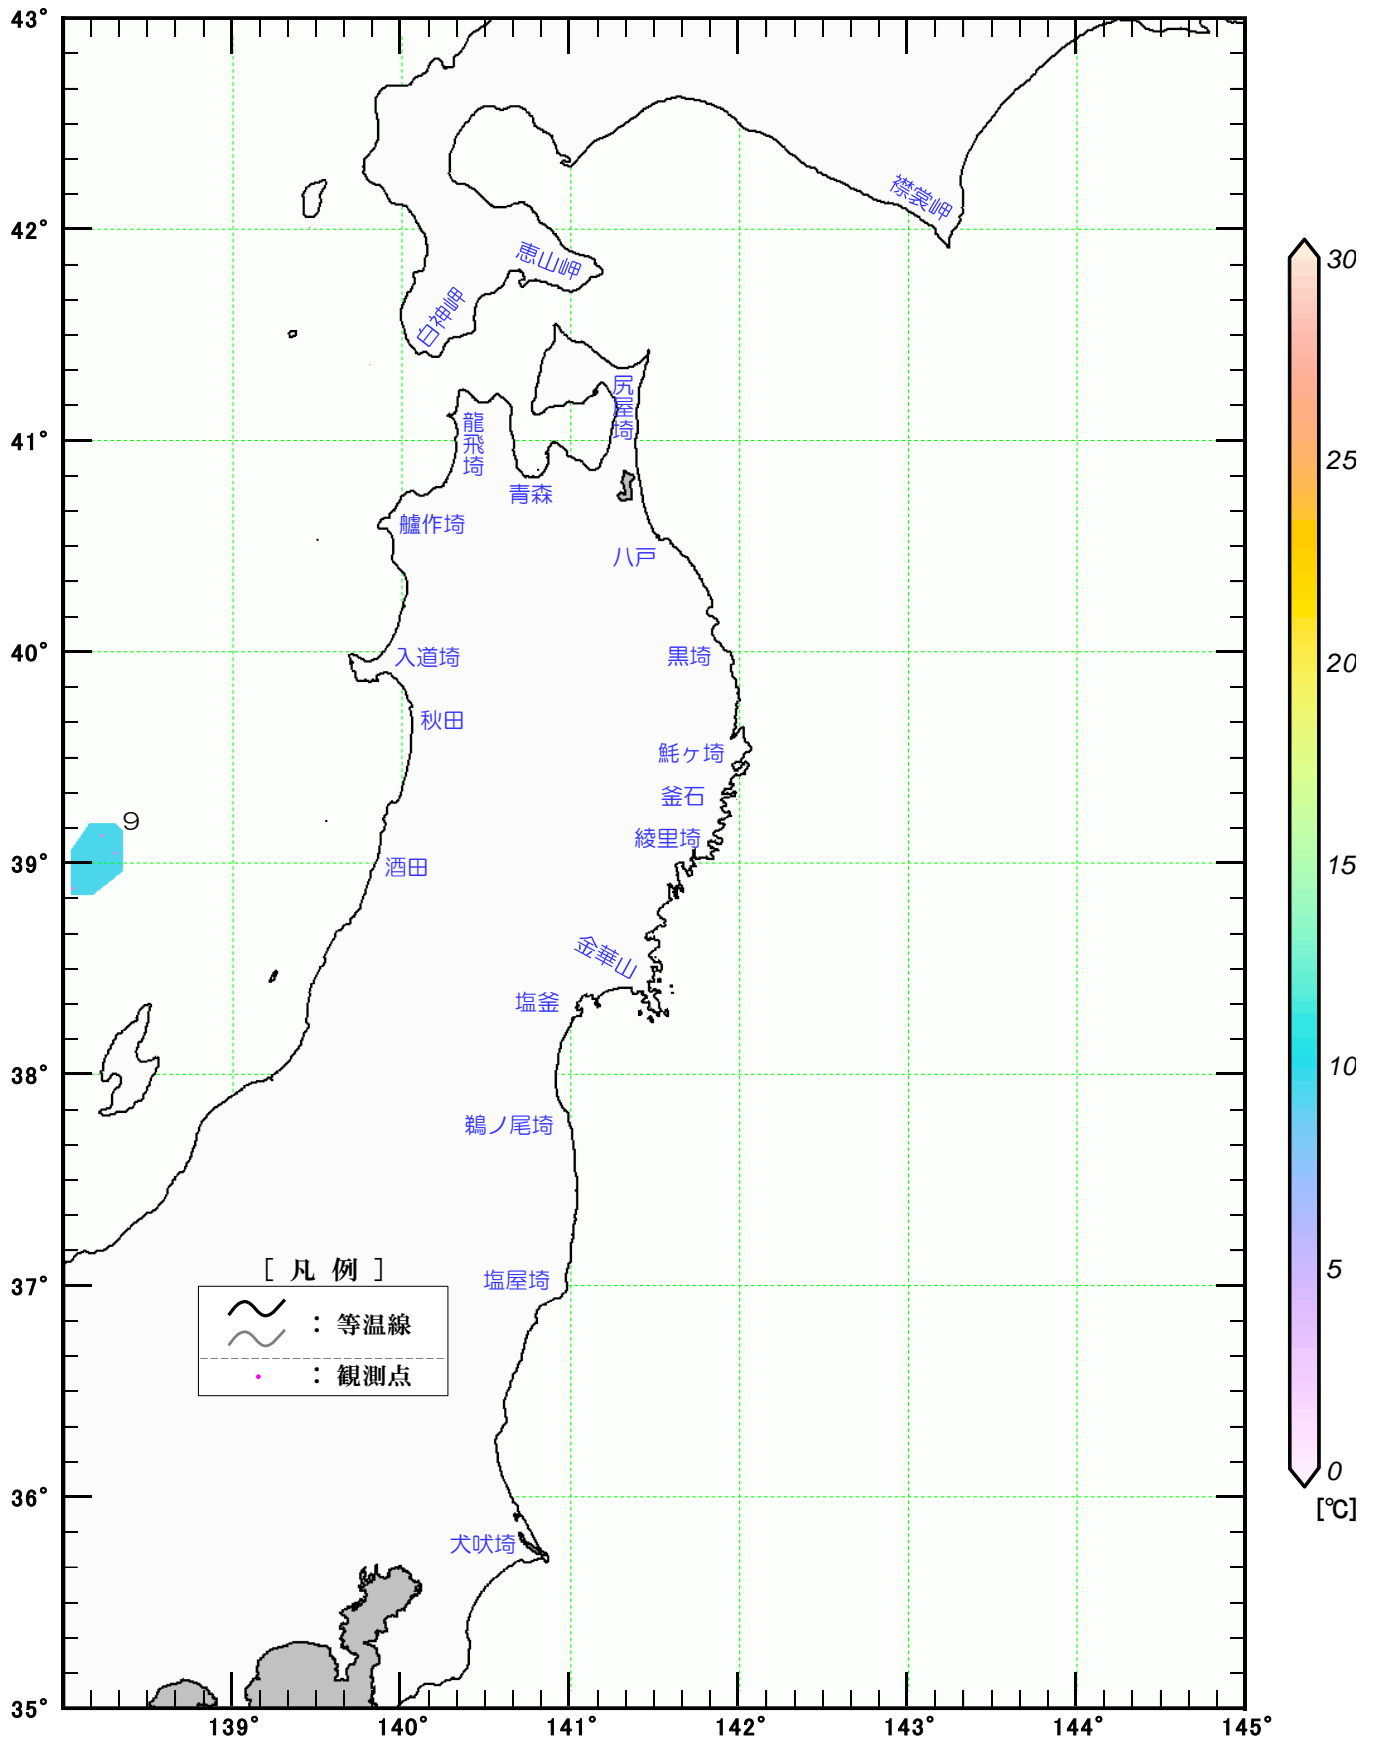 43°
42°
41°
40°
39°
38°
37°
36°
35°
139°
140°
141°
142°
143°
144°
145°
襟裳岬
恵山岬
白神岬
尻屋埼
龍飛埼
青森
艫作埼
八戸
入道埼
黒埼
秋田
魹ヶ埼
釜石
綾里埼
9
酒田
金華山
塩釜
鵜ノ尾埼
塩屋埼
犬吠埼
[ 凡 例 ]
：等温線
：観測点
30
25
20
15
10
5
0
[℃]